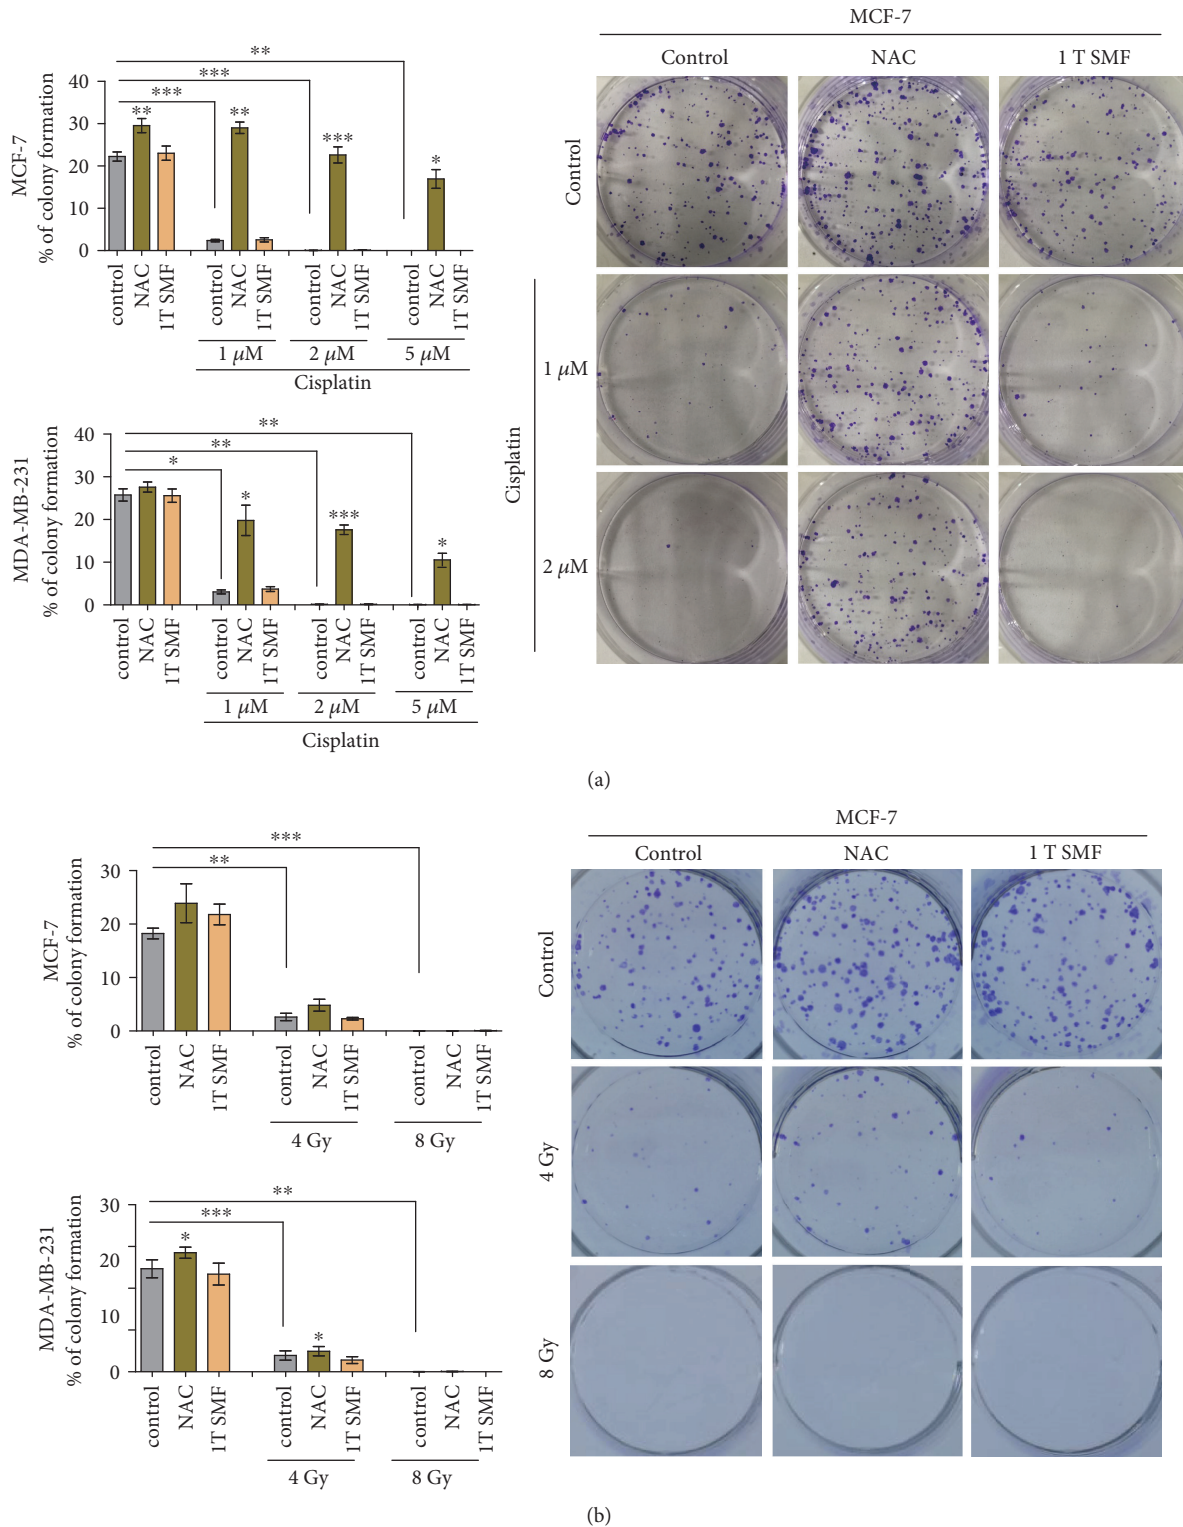 MCF-7
% of colony formation
40
30
20
10
0
**
***
***
**
**
***
*
control
NAC
1T SMF
control
NAC
1T SMF
control
NAC
1T SMF
control
NAC
1T SMF
1 μM
2 μM
5 μM
Cisplatin
MDA-MB-231
% of colony formation
40
30
20
10
0
**
**
*
*
***
*
control
NAC
1T SMF
control
NAC
1T SMF
control
NAC
1T SMF
control
NAC
1T SMF
1 μM
2 μM
5 μM
Cisplatin
MCF-7
Control
NAC
1 T SMF
Control
Cisplatin
1 μM
2 μM
(a)
MCF-7
% of colony formation
30
20
10
0
***
**
control
NAC
1T SMF
control
NAC
1T SMF
control
NAC
1T SMF
4 Gy
8 Gy
MDA-MB-231
% of colony formation
30
20
10
0
**
***
*
*
control
NAC
1T SMF
control
NAC
1T SMF
control
NAC
1T SMF
4 Gy
8 Gy
MCF-7
Control
NAC
1 T SMF
Control
4 Gy
8 Gy
(b)